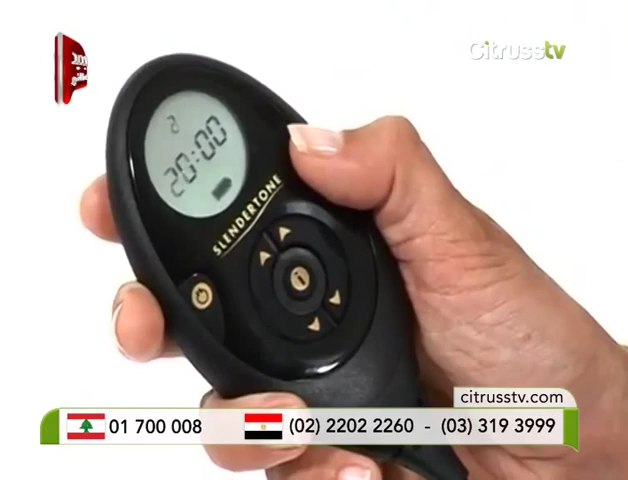 Citrusstv
2
20:00
SLENDERTONE
i
citrusstv.com
01 700 008
(02) 2202 2260 - (03) 319 3999